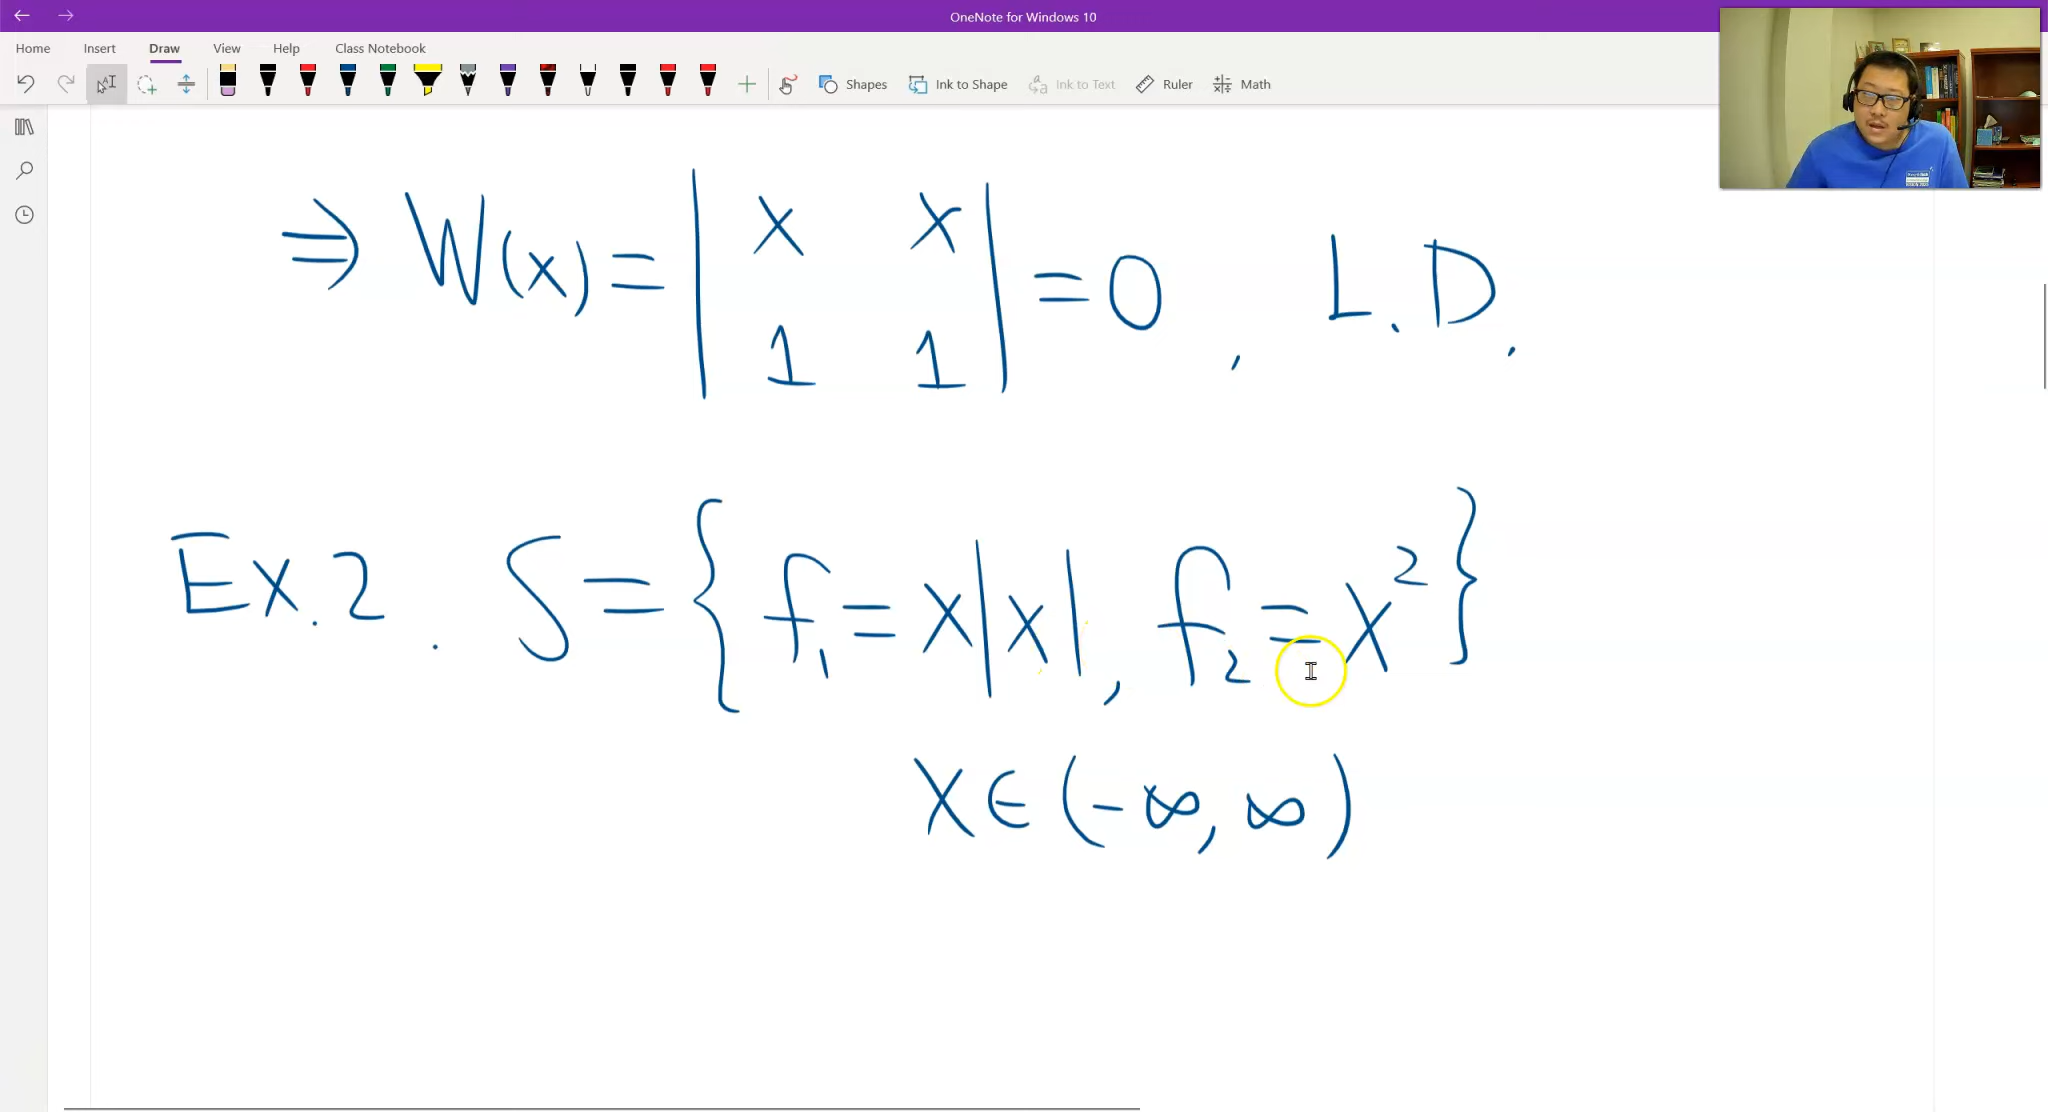 OneNote for Windows 10
Home Insert Draw View Help Class Notebook
Shapes Ink to Shape Ink to Text Ruler Math
⇒ W(x) = | x x |
| 1 1 | = 0 , L.D.
Ex.2. S = { f₁ = x|x| , f₂ = x² }
x ∈ (-∞, ∞)